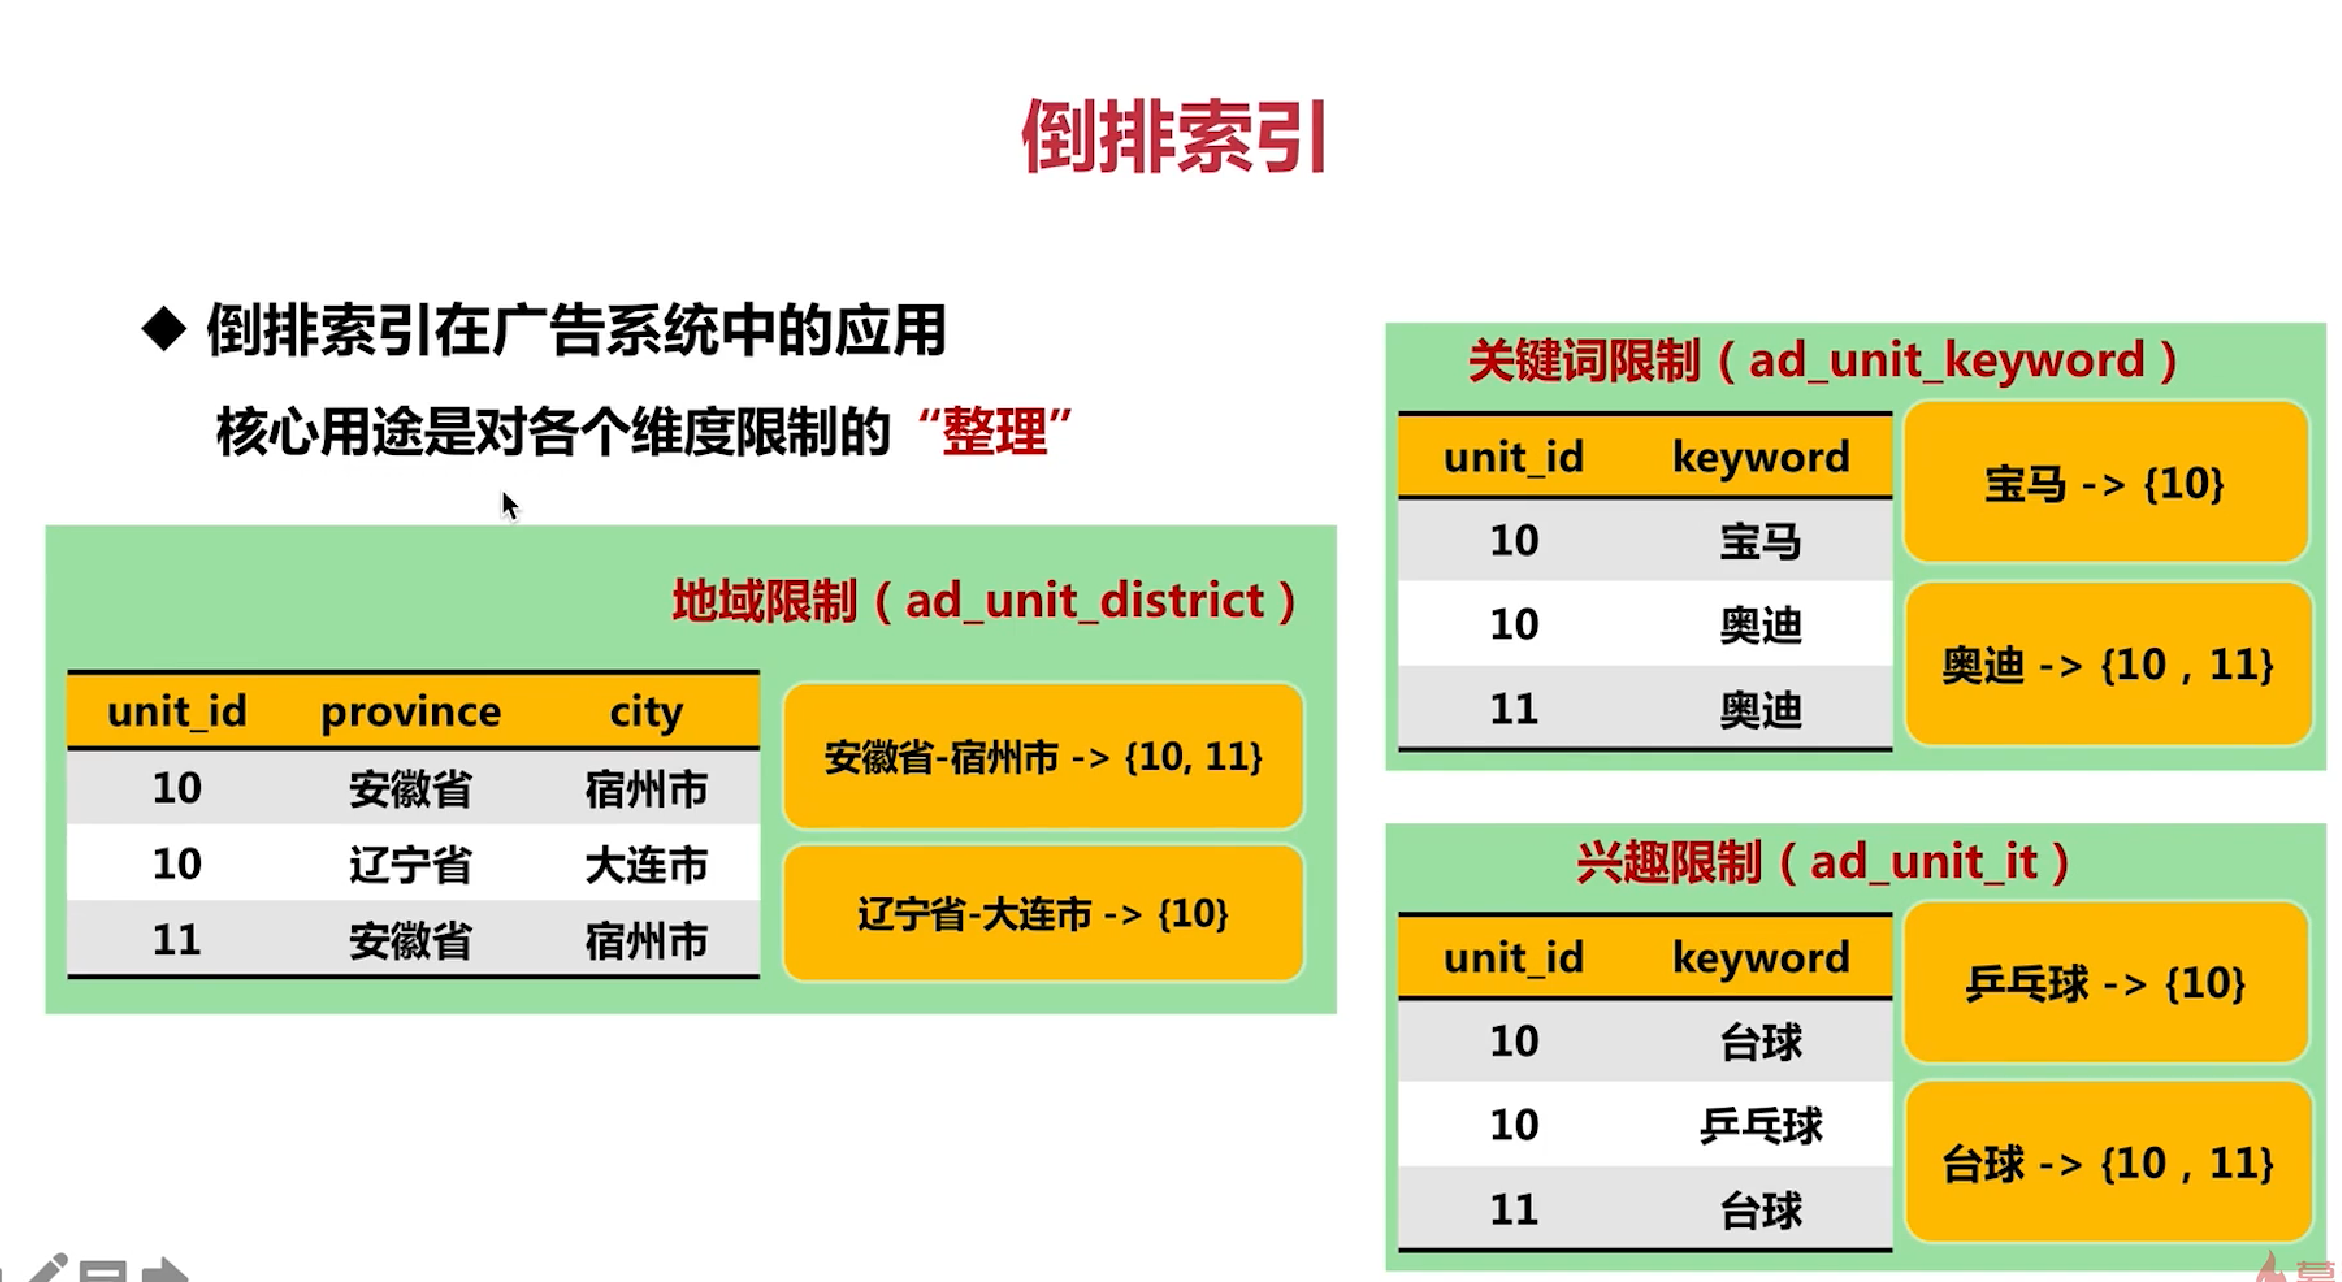 倒排索引
◆ 倒排索引在广告系统中的应用
核心用途是对各个维度限制的“整理”
地域限制（ad_unit_district）
unit_id province city
10 安徽省 宿州市
10 辽宁省 大连市
11 安徽省 宿州市
安徽省-宿州市 -> {10, 11}
辽宁省-大连市 -> {10}
关键词限制（ad_unit_keyword）
unit_id keyword
10 宝马
10 奥迪
11 奥迪
宝马 -> {10}
奥迪 -> {10，11}
兴趣限制（ad_unit_it）
unit_id keyword
10 台球
10 乒乓球
11 台球
乒乓球 -> {10}
台球 -> {10，11}